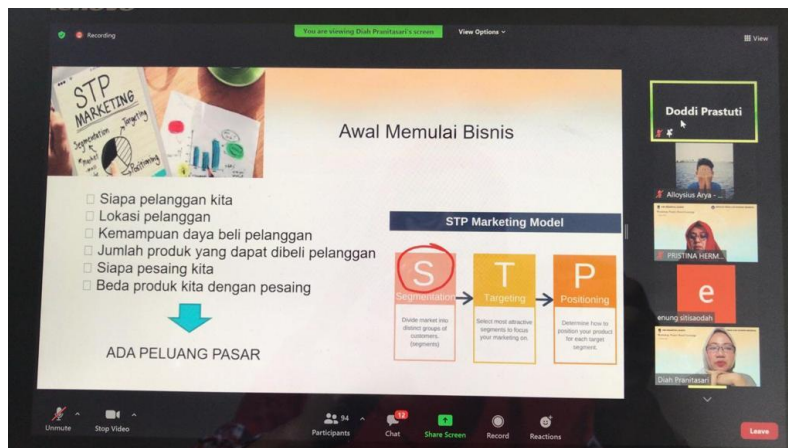 lenovo
Recording
You are viewing Diah Pranitasari's screen
View Options
View
STP
MARKETING
Segmentation
Targeting
Positioning
Awal Memulai Bisnis
Siapa pelanggan kita
Lokasi pelanggan
Kemampuan daya beli pelanggan
Jumlah produk yang dapat dibeli pelanggan
Siapa pesaing kita
Beda produk kita dengan pesaing
ADA PELUANG PASAR
STP Marketing Model
S
Segmentation
Divide market into
distinct groups of
customers.
(segments)
T
Targeting
Select most attractive
segments to focus
your marketing on.
P
Positioning
Determine how to
position your product
for each target
segment.
Doddi Prastuti
Alloysius Arya - ...
PRISTINA HERM...
e
enung sitisaodah
Diah Pranitasari
Unmute
Stop Video
94
Participants
12
Chat
Share Screen
Record
Reactions
Leave